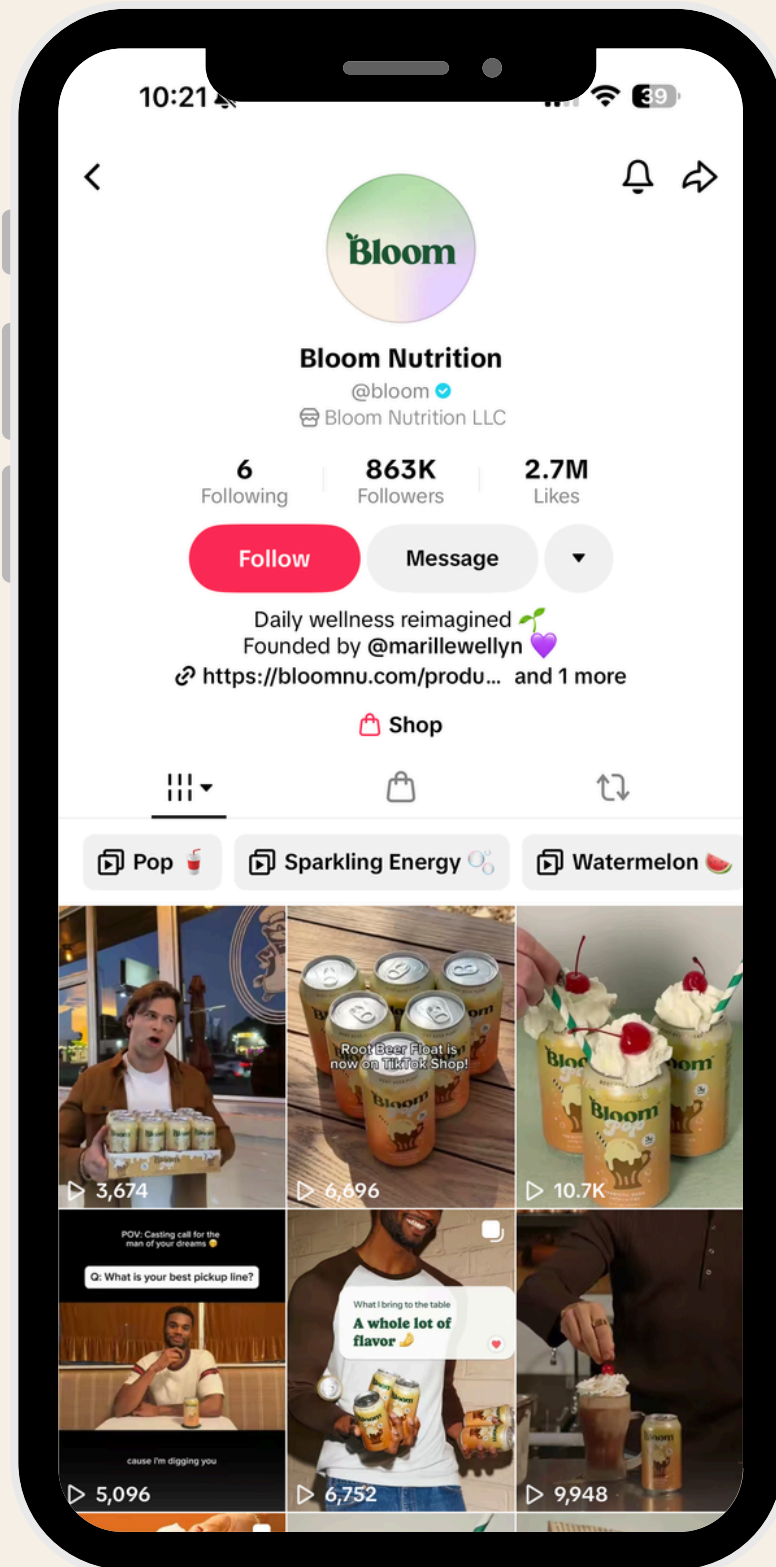 10:21
39
Bloom
Bloom Nutrition
@bloom
Bloom Nutrition LLC
6 863K 2.7M
Following Followers Likes
Follow Message
Daily wellness reimagined 🌱
Founded by @marillewellyn 💜
https://bloomnu.com/produ... and 1 more
Shop
Pop 🥤 Sparkling Energy 🫧 Watermelon 🍉
Bloom
3,674
Root Beer Float is
now on TikTok Shop!
Bloom
6,696
Bloom
Pop
10.7K
POV: Casting call for the
man of your dreams
Q: What is your best pickup line?
cause I'm digging you
5,096
What I bring to the table
A whole lot of
flavor
Bloom
6,752
Bloom
9,948